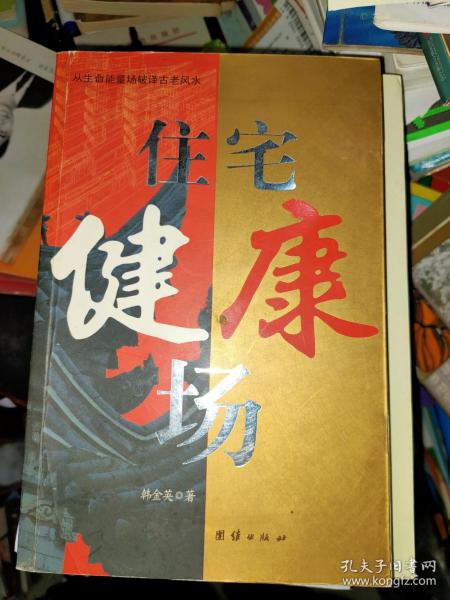 从生命能量场破译古老风水
住宅
健康
场
韩金英◎著
团结出版社
孔夫子旧书网
www.kongfz.com